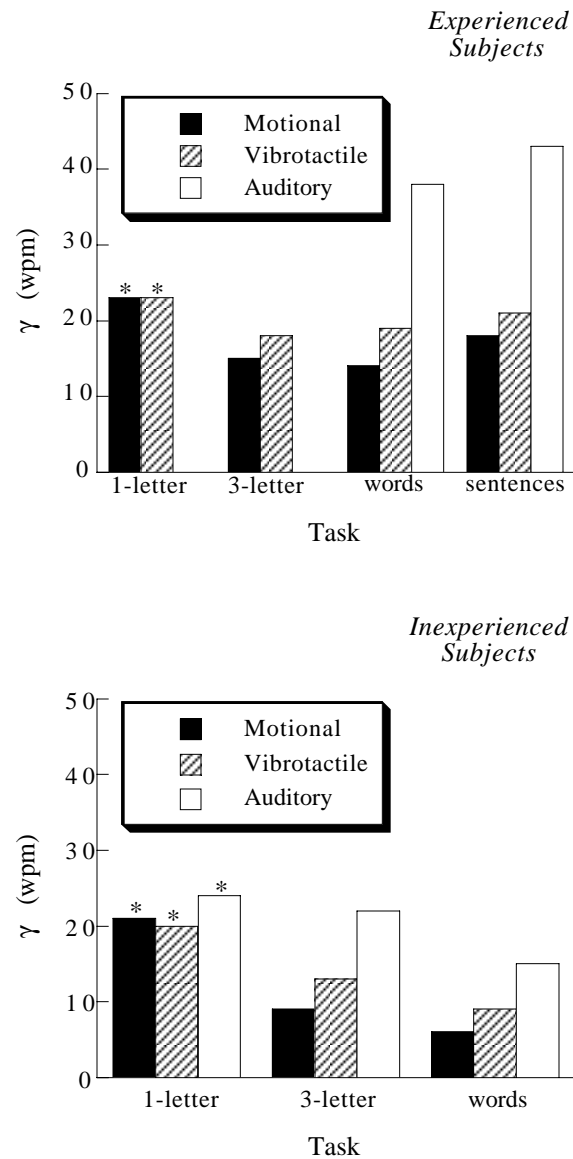 Experienced
Subjects
50
40
30
20
10
0
γ (wpm)
Motional
Vibrotactile
Auditory
* *
1-letter 3-letter words sentences
Task
Inexperienced
Subjects
50
40
30
20
10
0
γ (wpm)
Motional
Vibrotactile
Auditory
* * *
1-letter 3-letter words
Task